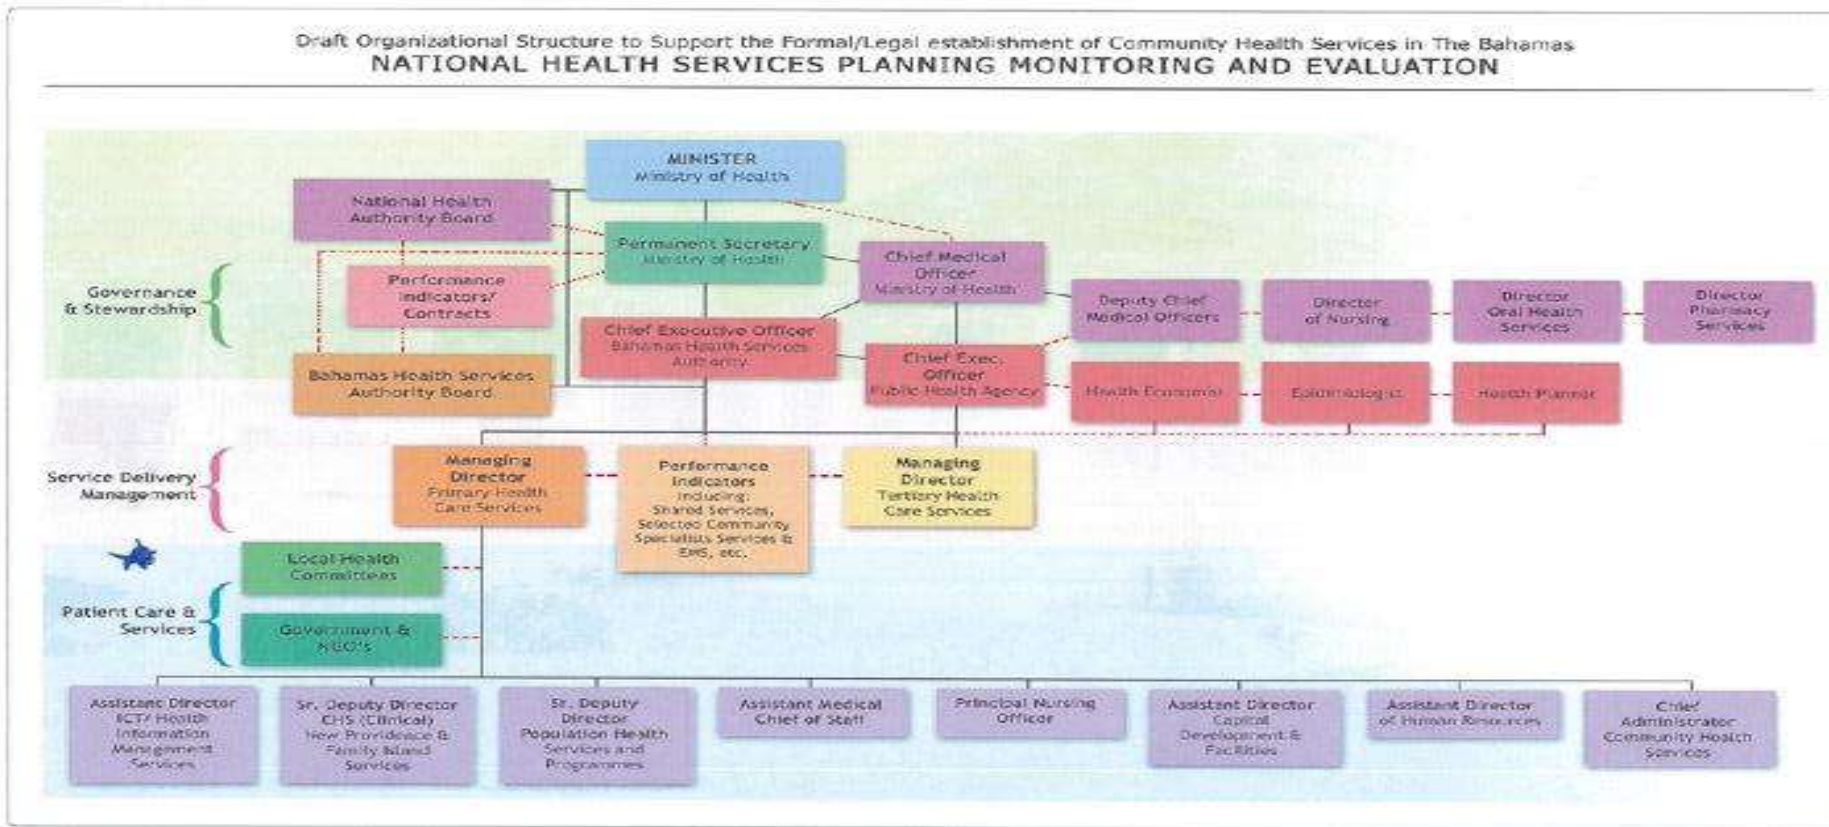 Draft Organizational Structure to Support the Formal/Legal establishment of Community Health Services in The Bahamas
NATIONAL HEALTH SERVICES PLANNING MONITORING AND EVALUATION
MINISTER
Ministry of Health
National Health
Authority Board
Permanent Secretary
Ministry of Health
Chief Medical
Officer
Ministry of Health
Governance
& Stewardship
Performance
Indicators/
Contracts
Deputy Chief
Medical Officers
Director
of Nursing
Director
Oral Health
Services
Director
Pharmacy
Services
Chief Executive Officer
Bahamas Health Services
Authority
Chief Exec.
Officer
Public Health Agency
Bahamas Health Services
Authority Board
Health Economist
Epidimiologist
Health Planner
Service Delivery
Management
Managing
Director
Primary Health
Care Services
Performance
Indicators
Including:
Shared Services,
Selected Community
Specialists Services &
EMS, etc.
Managing
Director
Tertiary Health
Care Services
Local Health
Committees
Patient Care &
Services
Government &
NGO's
Assistant Director
ICT/ Health
Information
Management
Services
Sr. Deputy Director
CHS (Clinical)
New Providence &
Family Island
Services
Sr. Deputy
Director
Population Health
Services and
Programmes
Assistant Medical
Chief of Staff
Principal Nursing
Officer
Assistant Director
Capital
Development &
Facilities
Assistant Director
of Human Resources
Chief
Administrator
Community Health
Services